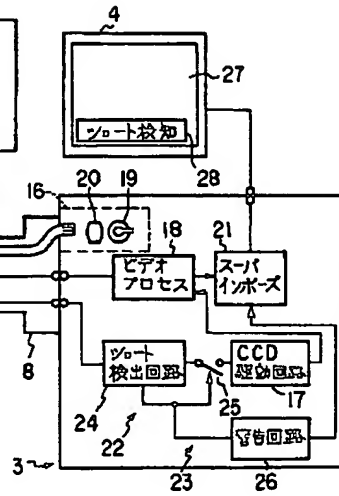 4
27
ショート検知
28
16
20
19
18
21
ビデオ
プロセス
スーパ
インポーズ
8
ショート
検出回路
24
25
CCD
駆動回路
17
22
23
警告回路
26
3